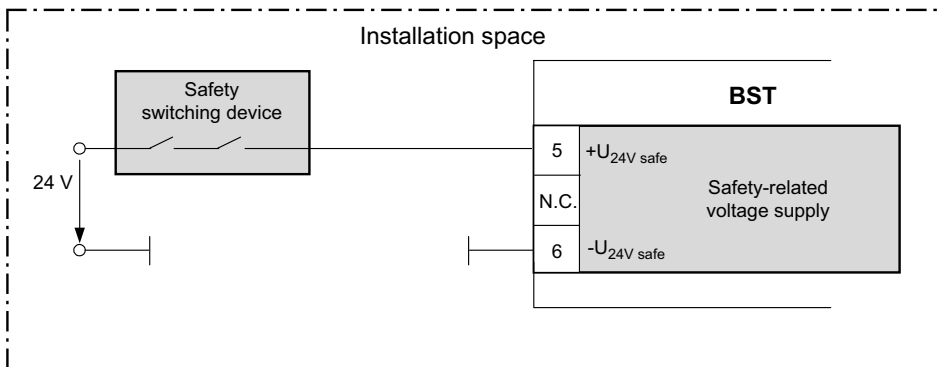 Installation space
Safety
switching device
BST
24 V
5
+U24V safe
N.C.
Safety-related
voltage supply
6
-U24V safe